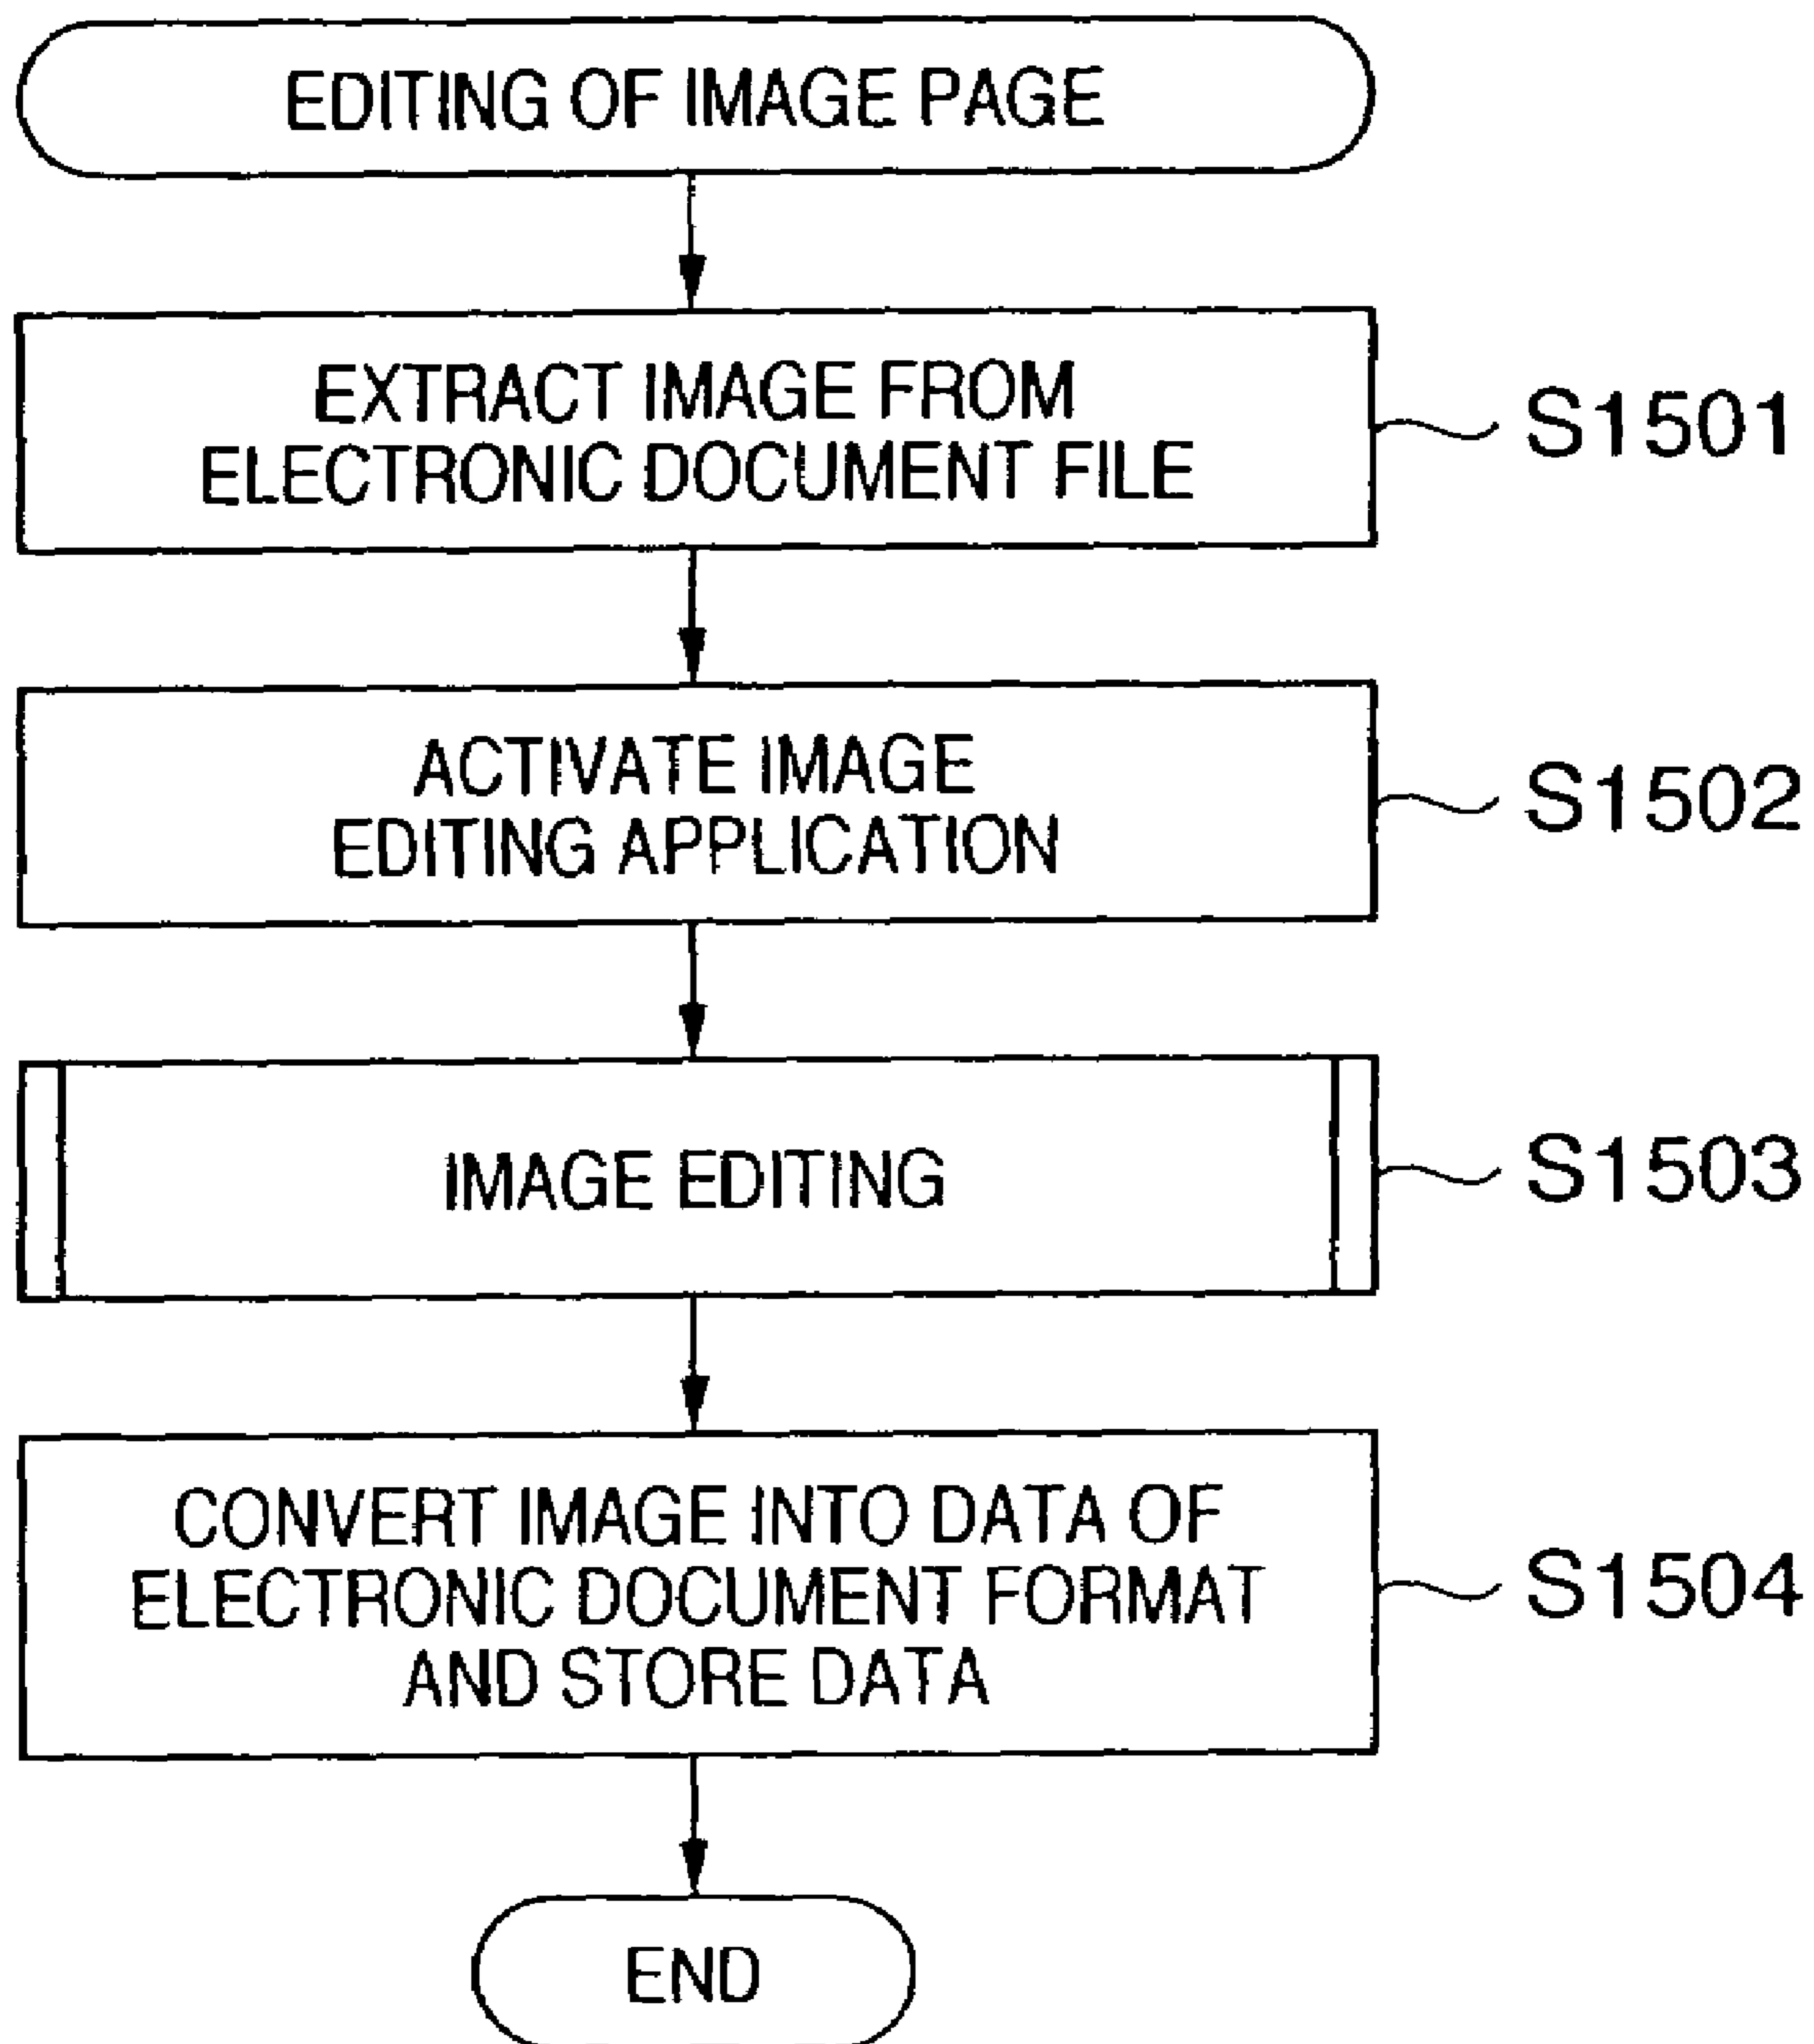 EDITING OF IMAGE PAGE
EXTRACT IMAGE FROM
ELECTRONIC DOCUMENT FILE
S1501
ACTIVATE IMAGE
EDITING APPLICATION
S1502
IMAGE EDITING
S1503
CONVERT IMAGE INTO DATA OF
ELECTRONIC DOCUMENT FORMAT
AND STORE DATA
S1504
END